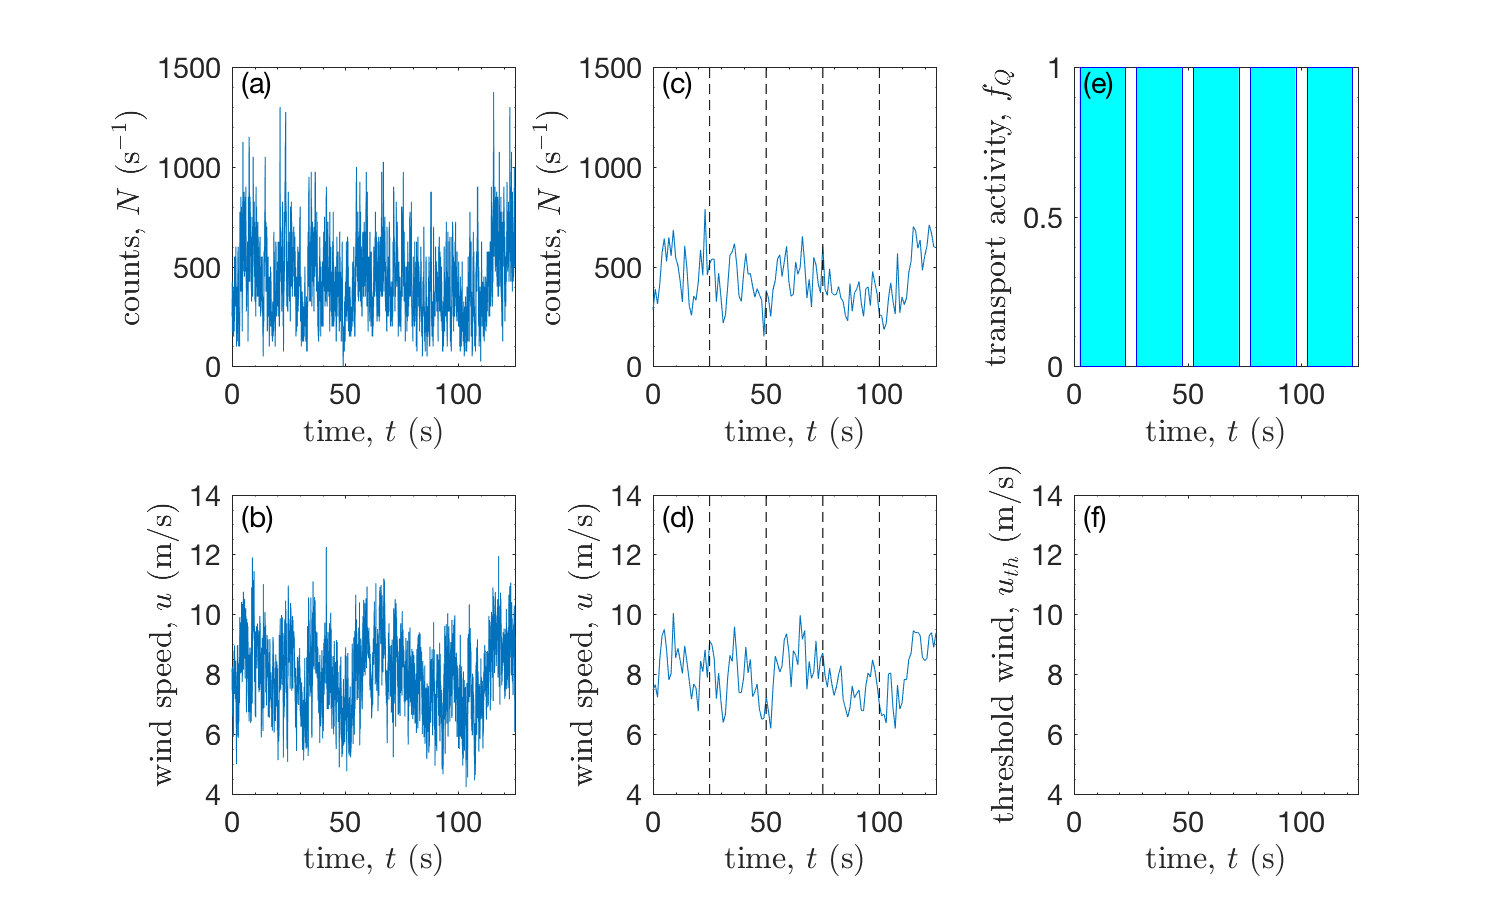 (a)
1500
1000
500
0
counts, N (s⁻¹)
0 50 100
time, t (s)
(c)
1500
1000
500
0
counts, N (s⁻¹)
0 50 100
time, t (s)
(e)
1
0.5
0
transport activity, f_Q
0 50 100
time, t (s)
(b)
14
12
10
8
6
4
wind speed, u (m/s)
0 50 100
time, t (s)
(d)
14
12
10
8
6
4
wind speed, u (m/s)
0 50 100
time, t (s)
(f)
14
12
10
8
6
4
threshold wind, u_th (m/s)
0 50 100
time, t (s)